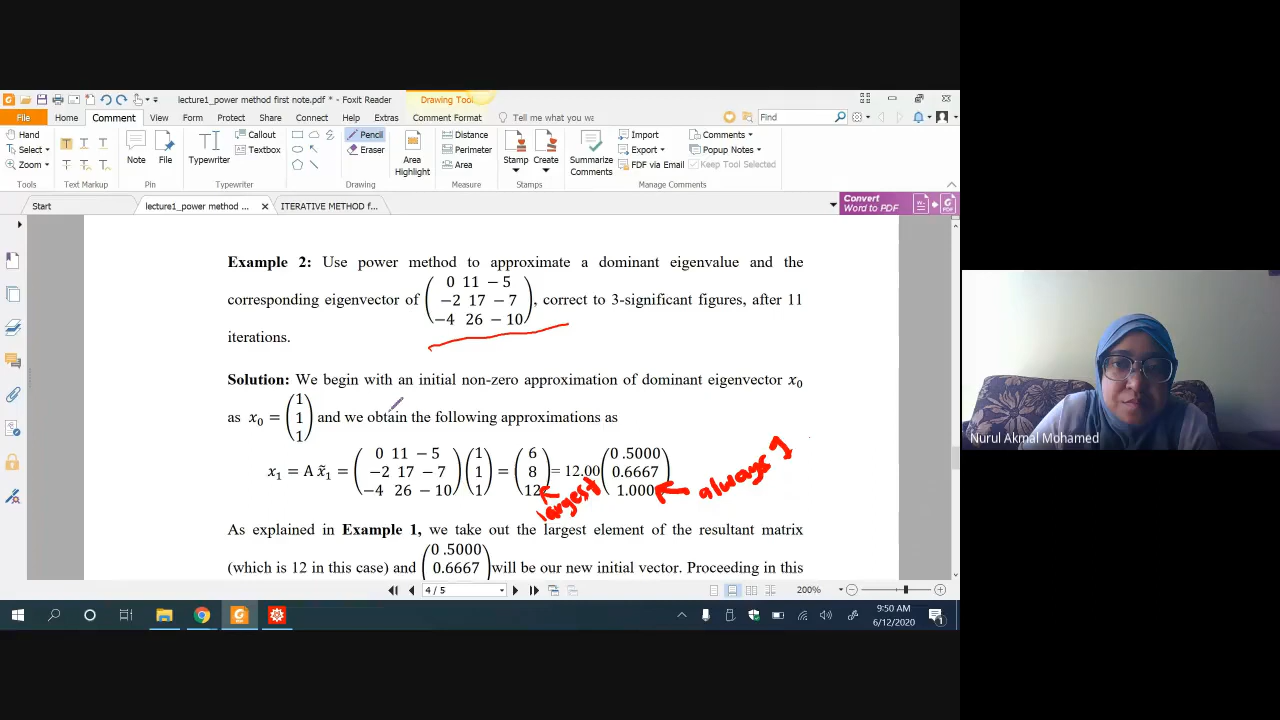 lecture1_power method first note.pdf * - Foxit Reader
Drawing Tool
File Home Comment View Form Protect Share Connect Help Extras Comment Format Tell me what you wa Find
Hand
Select
Zoom
Tools
Text Markup
Note
File
Pin
Typewriter
Callout
Textbox
Typewriter
Pencil
Eraser
Drawing
Area Highlight
Distance
Perimeter
Area
Measure
Stamp
Create
Stamps
Summarize Comments
Import
Export
FDF via Email
Comments
Popup Notes
Keep Tool Selected
Manage Comments
Start
lecture1_power method ...
ITERATIVE METHOD f...
Convert
Word to PDF
Example 2: Use power method to approximate a dominant eigenvalue and the
0 11 − 5
corresponding eigenvector of ( −2 17 − 7 ), correct to 3-significant figures, after 11
−4 26 − 10
iterations.
Solution: We begin with an initial non-zero approximation of dominant eigenvector x₀
1
as x₀ = ( 1 ) and we obtain the following approximations as
1
0 11 − 5 1 6 0 .5000
x₁ = A x̃₁ = ( −2 17 − 7 ) ( 1 ) = ( 8 ) = 12.00 ( 0.6667 )
−4 26 − 10 1 12 1.000
largest
always 1
As explained in Example 1, we take out the largest element of the resultant matrix
0 .5000
(which is 12 in this case) and ( 0.6667 will be our new initial vector. Proceeding in this
4 / 5
200%
9:50 AM
6/12/2020
Nurul Akmal Mohamed